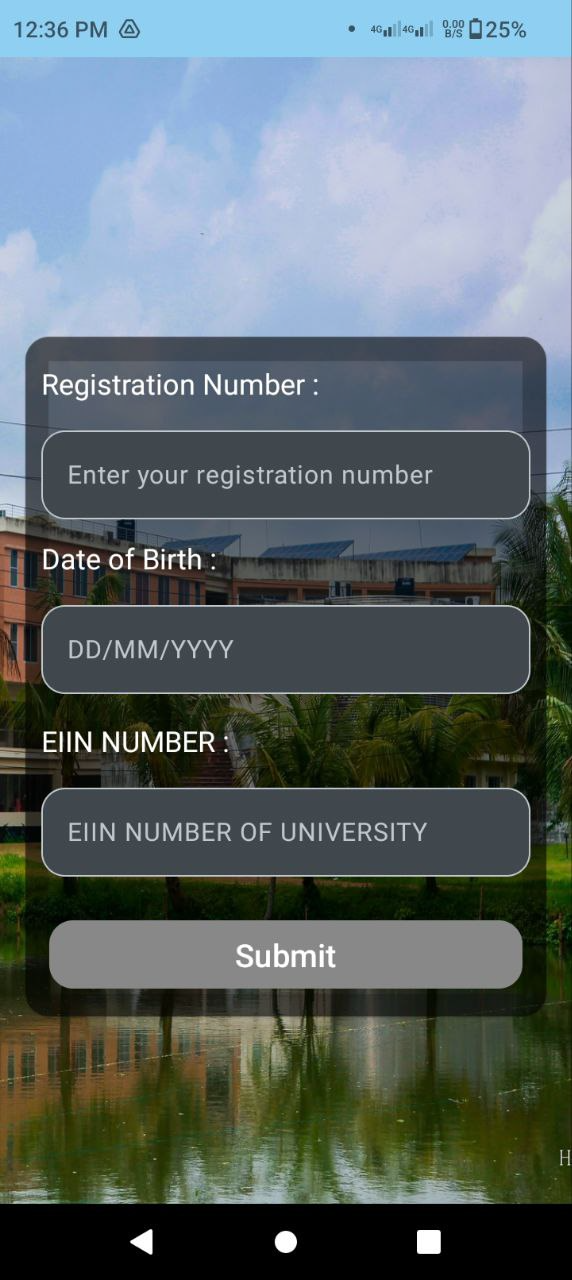 12:36 PM 4G 4G 0.00 B/S 25%
Registration Number :
Enter your registration number
Date of Birth :
DD/MM/YYYY
EIIN NUMBER :
EIIN NUMBER OF UNIVERSITY
Submit
H